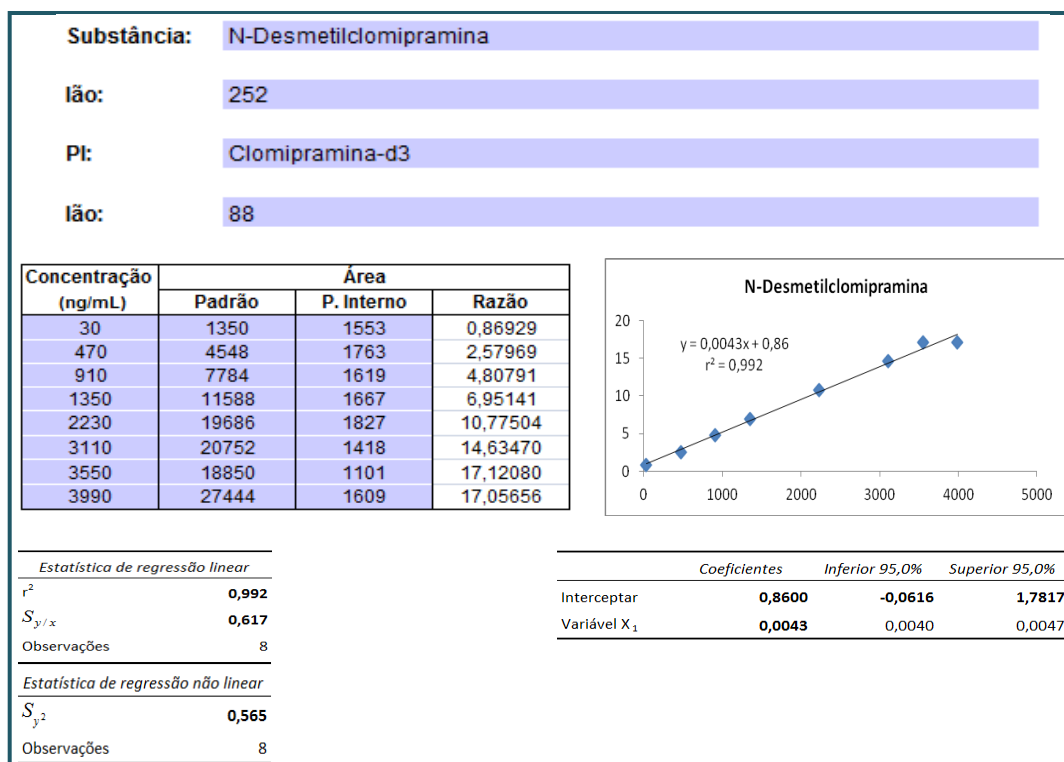 Substância: N-Desmetilclomipramina
Ião: 252
PI: Clomipramina-d3
Ião: 88
Concentração Área
(ng/mL) Padrão P. Interno Razão
30 1350 1553 0,86929
470 4548 1763 2,57969
910 7784 1619 4,80791
1350 11588 1667 6,95141
2230 19686 1827 10,77504
3110 20752 1418 14,63470
3550 18850 1101 17,12080
3990 27444 1609 17,05656
N-Desmetilclomipramina
y = 0,0043x + 0,86
r² = 0,992
20
15
10
5
0
0 1000 2000 3000 4000 5000
Estatística de regressão linear
r² 0,992
S y/x 0,617
Observações 8
Estatística de regressão não linear
S y² 0,565
Observações 8
Coeficientes Inferior 95,0% Superior 95,0%
Interceptar 0,8600 -0,0616 1,7817
Variável X 1 0,0043 0,0040 0,0047